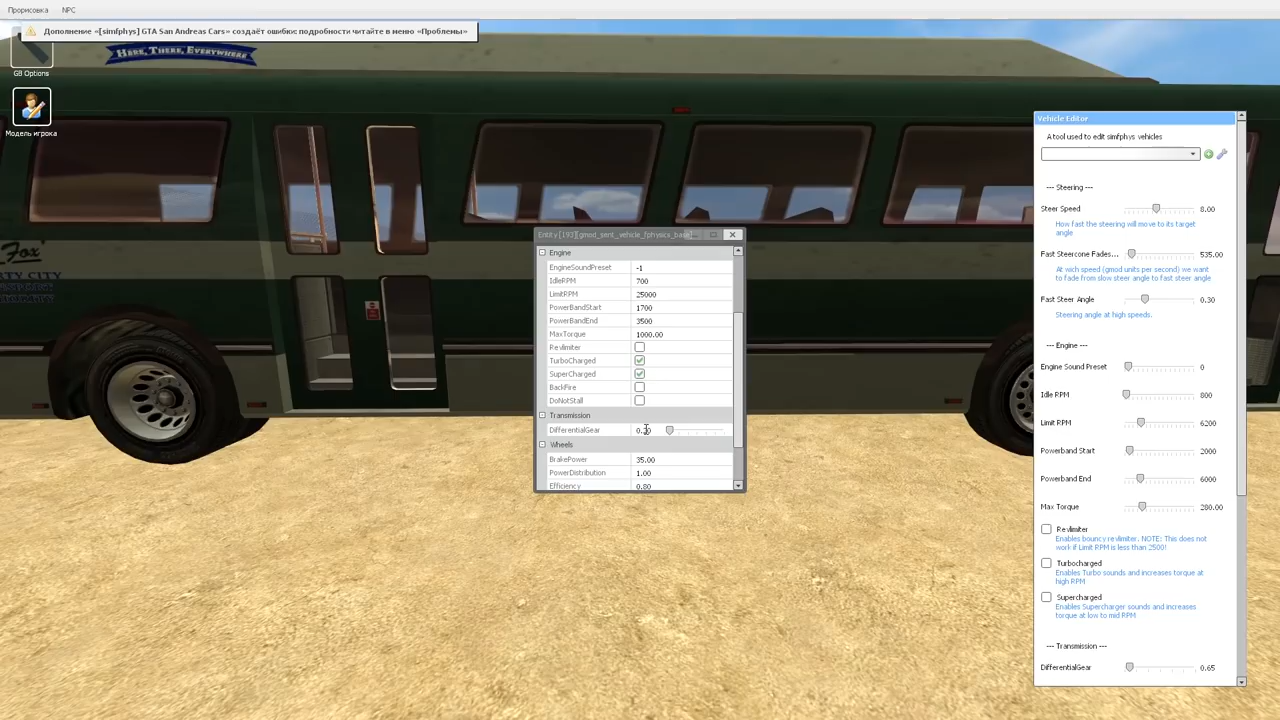 Прорисовка NPC
Дополнение «[simfphys] GTA San Andreas Cars» создаёт ошибки: подробности читайте в меню «Проблемы»
HERE, THERE, EVERYWHERE
GB Options
Модель игрока
Fox
STY CITY
Entity [193][gmod_sent_vehicle_fphysics_base]
Engine
EngineSoundPreset -1
IdleRPM 700
LimitRPM 25000
PowerBandStart 1700
PowerBandEnd 3500
MaxTorque 1000.00
Revlimiter
TurboCharged
SuperCharged
BackFire
DoNotStall
Transmission
DifferentialGear
Wheels
BrakePower 35.00
PowerDistribution 1.00
Efficiency 0.80
Vehicle Editor
A tool used to edit simfphys vehicles
--- Steering ---
Steer Speed 8.00
How fast the steering will move to its target
angle
Fast Steercone Fades... 535.00
At wich speed (gmod units per second) we want
to fade from slow steer angle to fast steer angle
Fast Steer Angle 0.30
Steering angle at high speeds.
--- Engine ---
Engine Sound Preset 0
Idle RPM 800
Limit RPM 6200
Powerband Start 2000
Powerband End 6000
Max Torque 280.00
Revlimiter
Enables bouncy revlimiter. NOTE: This does not
work if Limit RPM is less than 2500!
Turbocharged
Enables Turbo sounds and increases torque at
high RPM
Supercharged
Enables Supercharger sounds and increases
torque at low to mid RPM
--- Transmission ---
DifferentialGear 0.65